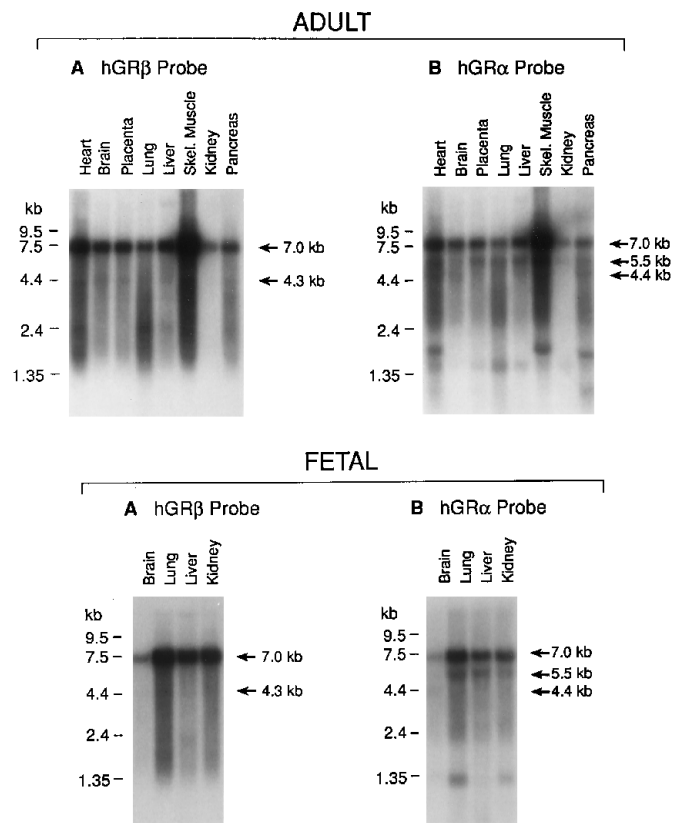 ADULT
A hGRβ Probe
Heart
Brain
Placenta
Lung
Liver
Skel. Muscle
Kidney
Pancreas
kb
9.5
7.5
4.4
2.4
1.35
7.0 kb
4.3 kb
B hGRα Probe
Heart
Brain
Placenta
Lung
Liver
Skel. Muscle
Kidney
Pancreas
kb
9.5
7.5
4.4
2.4
1.35
7.0 kb
5.5 kb
4.4 kb
FETAL
A hGRβ Probe
Brain
Lung
Liver
Kidney
kb
9.5
7.5
4.4
2.4
1.35
7.0 kb
4.3 kb
B hGRα Probe
Brain
Lung
Liver
Kidney
kb
9.5
7.5
4.4
2.4
1.35
7.0 kb
5.5 kb
4.4 kb